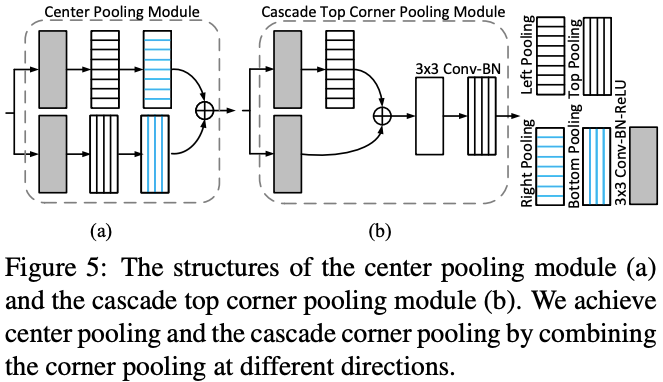 Center Pooling Module
Cascade Top Corner Pooling Module
3x3 Conv-BN
Left Pooling
Top Pooling
Right Pooling
Bottom Pooling
3x3 Conv-BN-ReLU
(a)
(b)
Figure 5: The structures of the center pooling module (a)
and the cascade top corner pooling module (b). We achieve
center pooling and the cascade corner pooling by combining
the corner pooling at different directions.